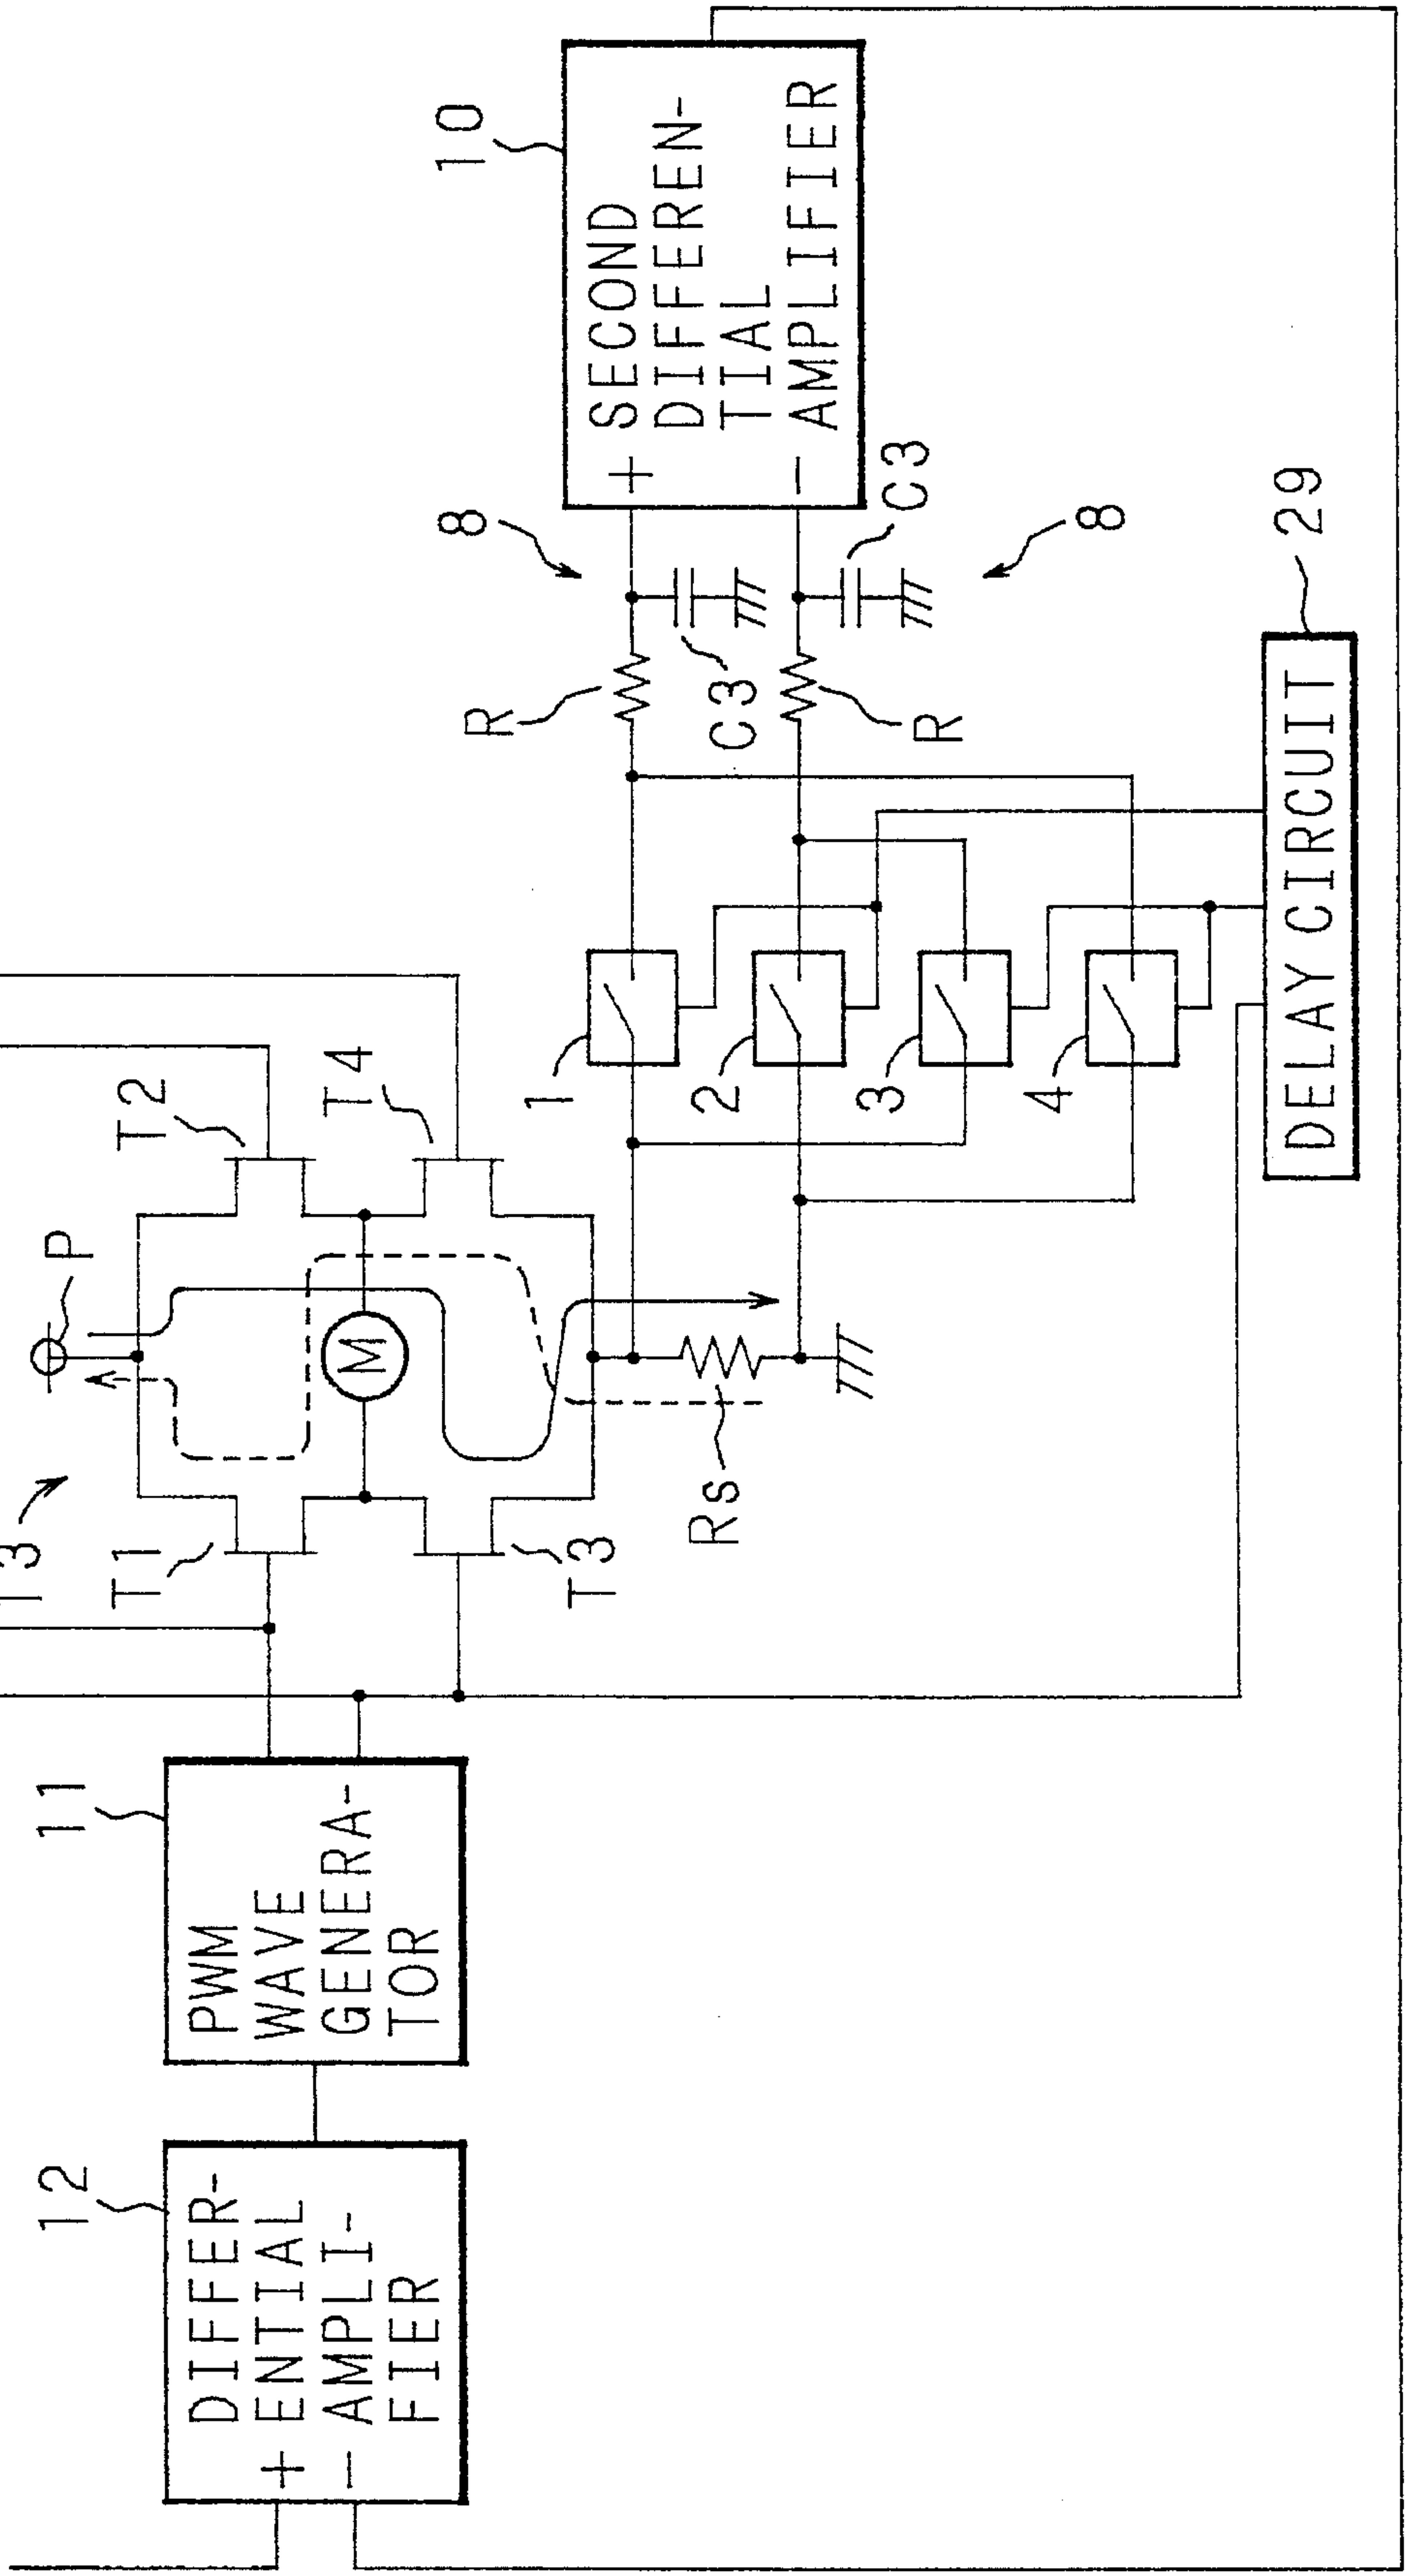 10
SECOND
DIFFEREN-
TIAL
AMPLIFIER
+
-
8
C3
8
R
C3
R
29
DELAY CIRCUIT
1
2
3
4
P
T2
T4
M
T1
T3
Rs
11
PWM
WAVE
GENERA-
TOR
12
DIFFER-
ENTIAL
AMPLI-
FIER
+
-